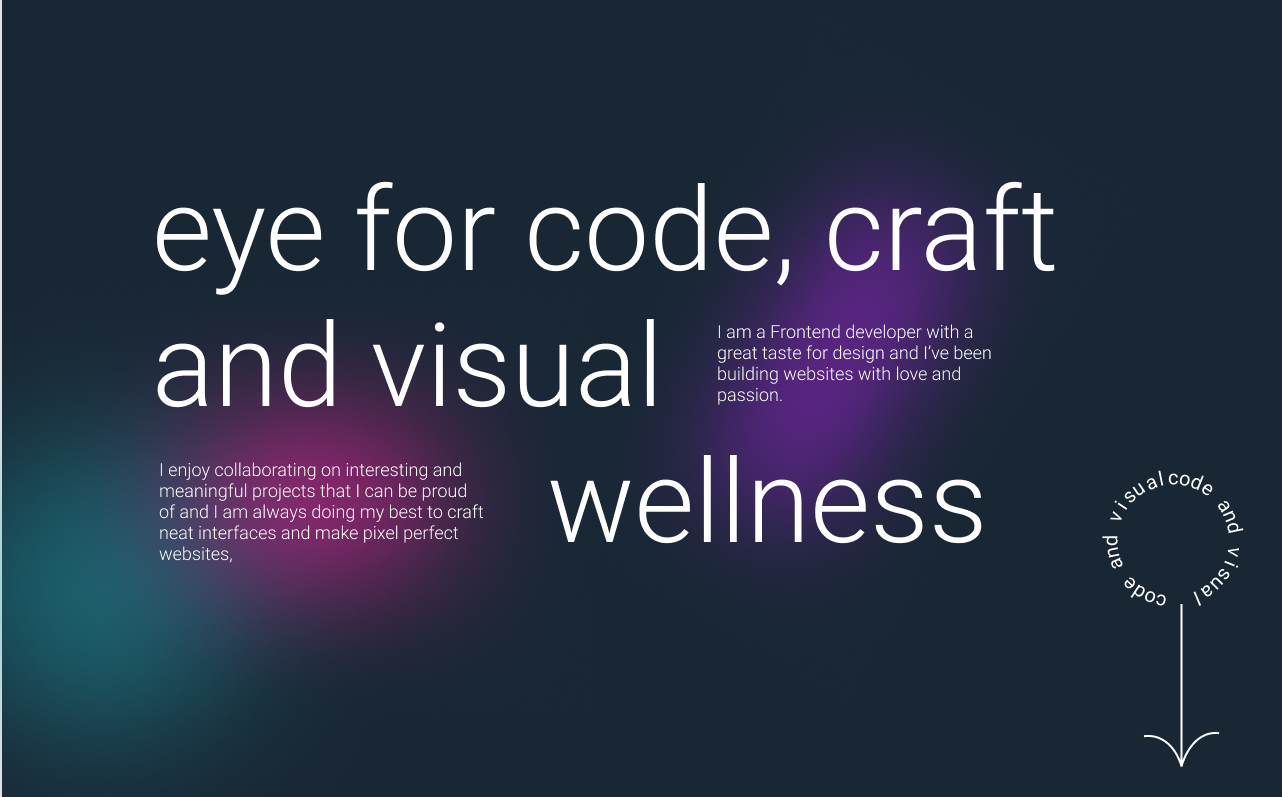 eye for code, craft
and visual
I am a Frontend developer with a
great taste for design and I’ve been
building websites with love and
passion.
I enjoy collaborating on interesting and
meaningful projects that I can be proud
of and I am always doing my best to craft
neat interfaces and make pixel perfect
websites,
wellness
code and visual code and visual